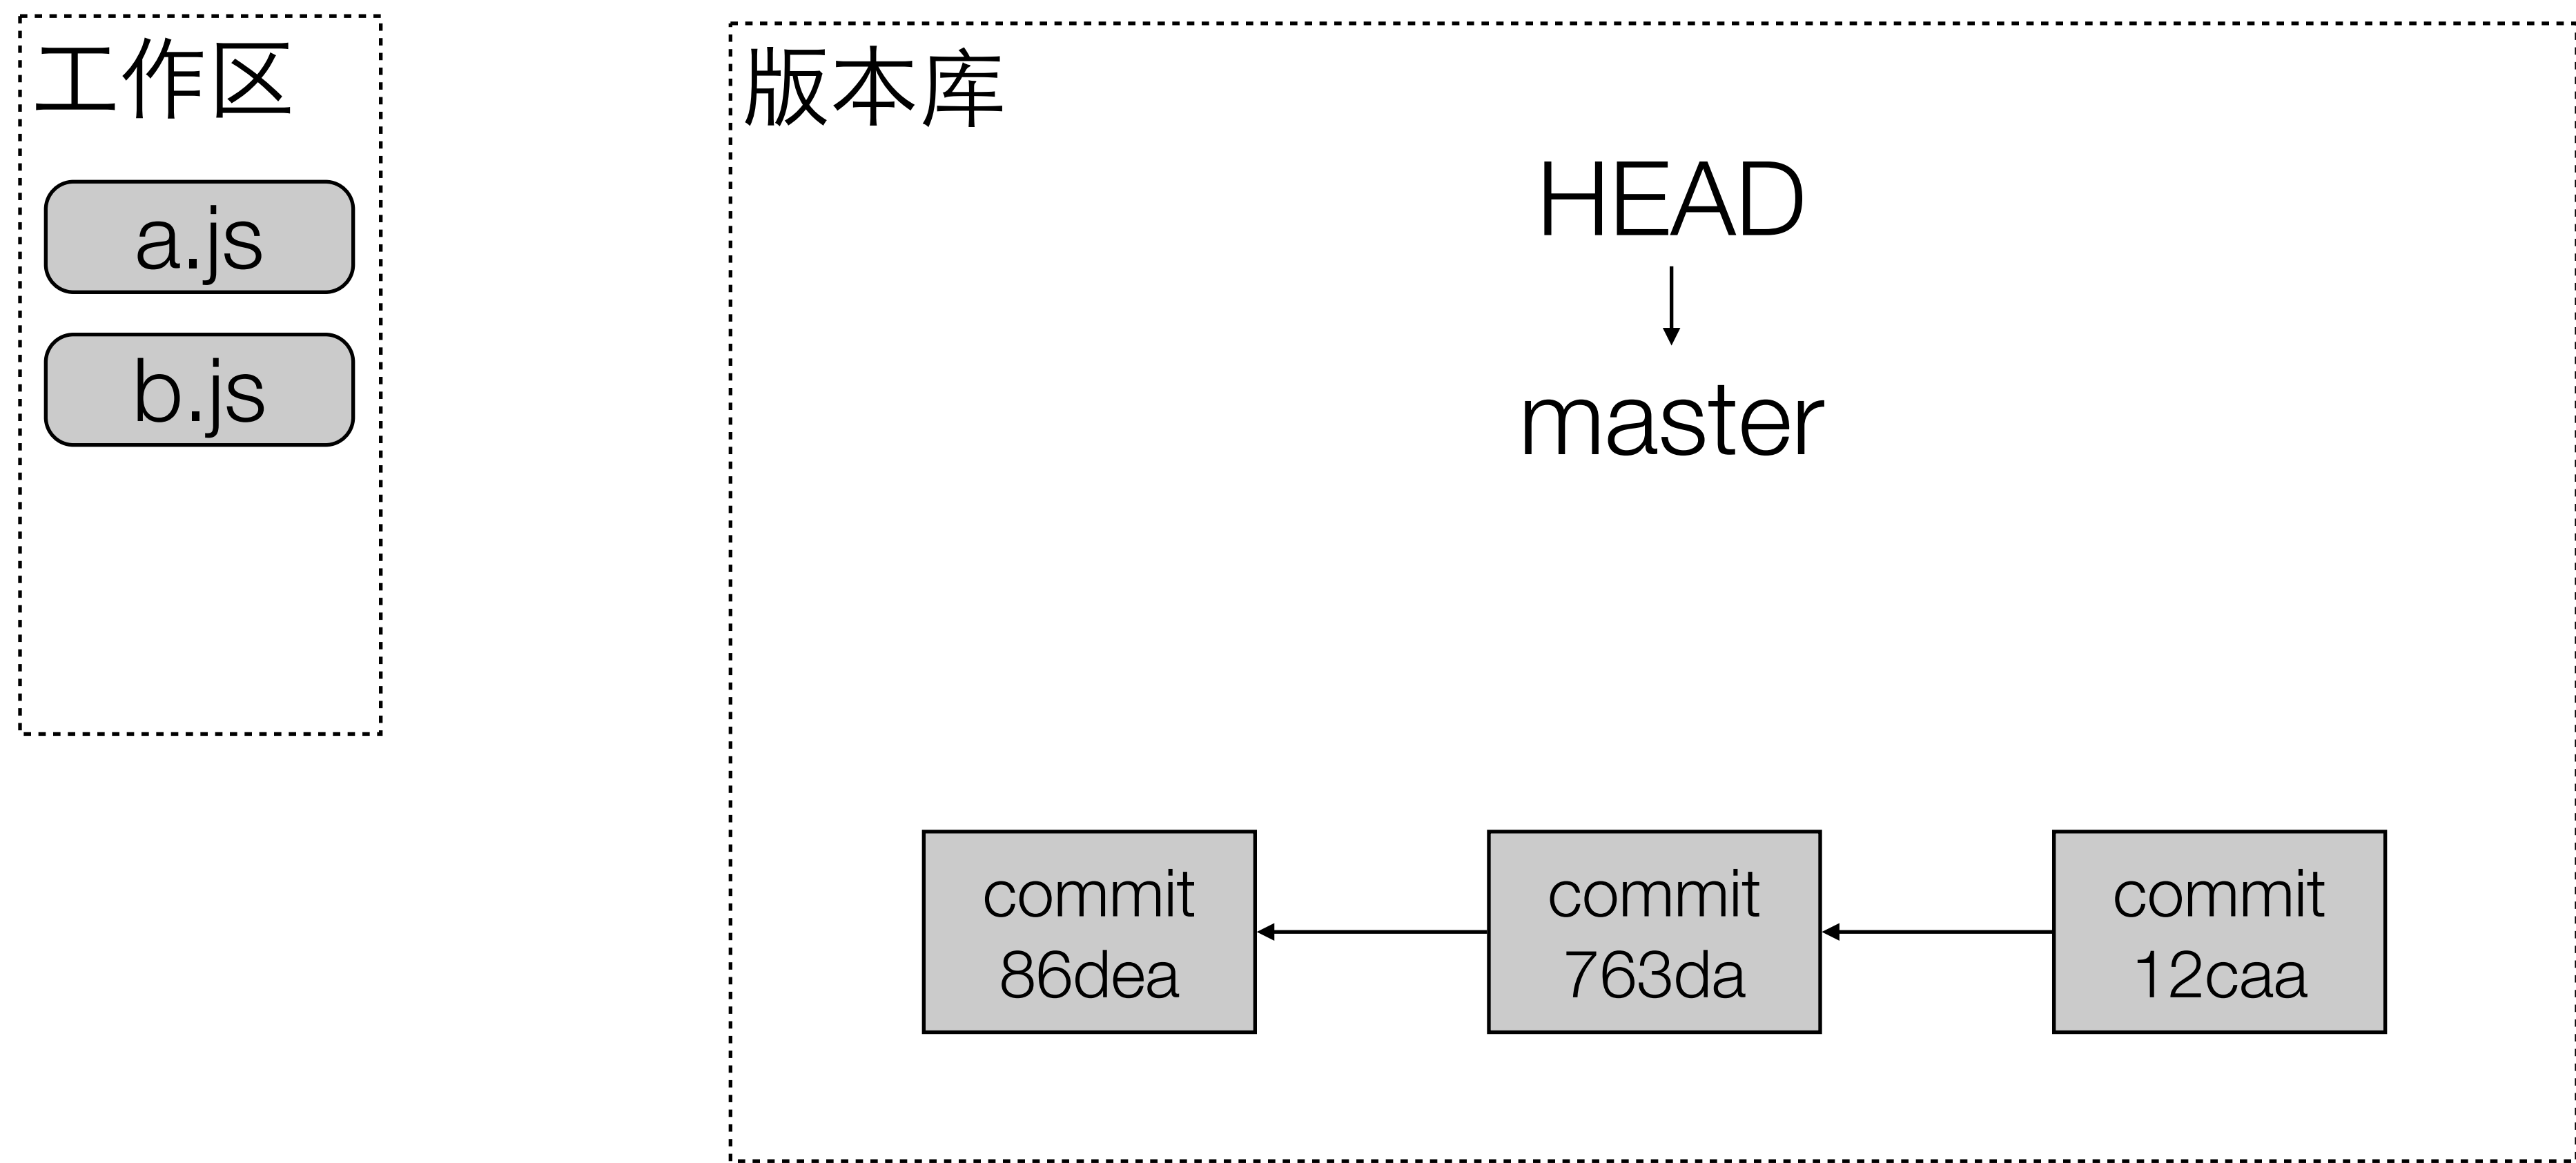 工作区
a.js
b.js
版本库
HEAD
master
commit
86dea
commit
763da
commit
12caa